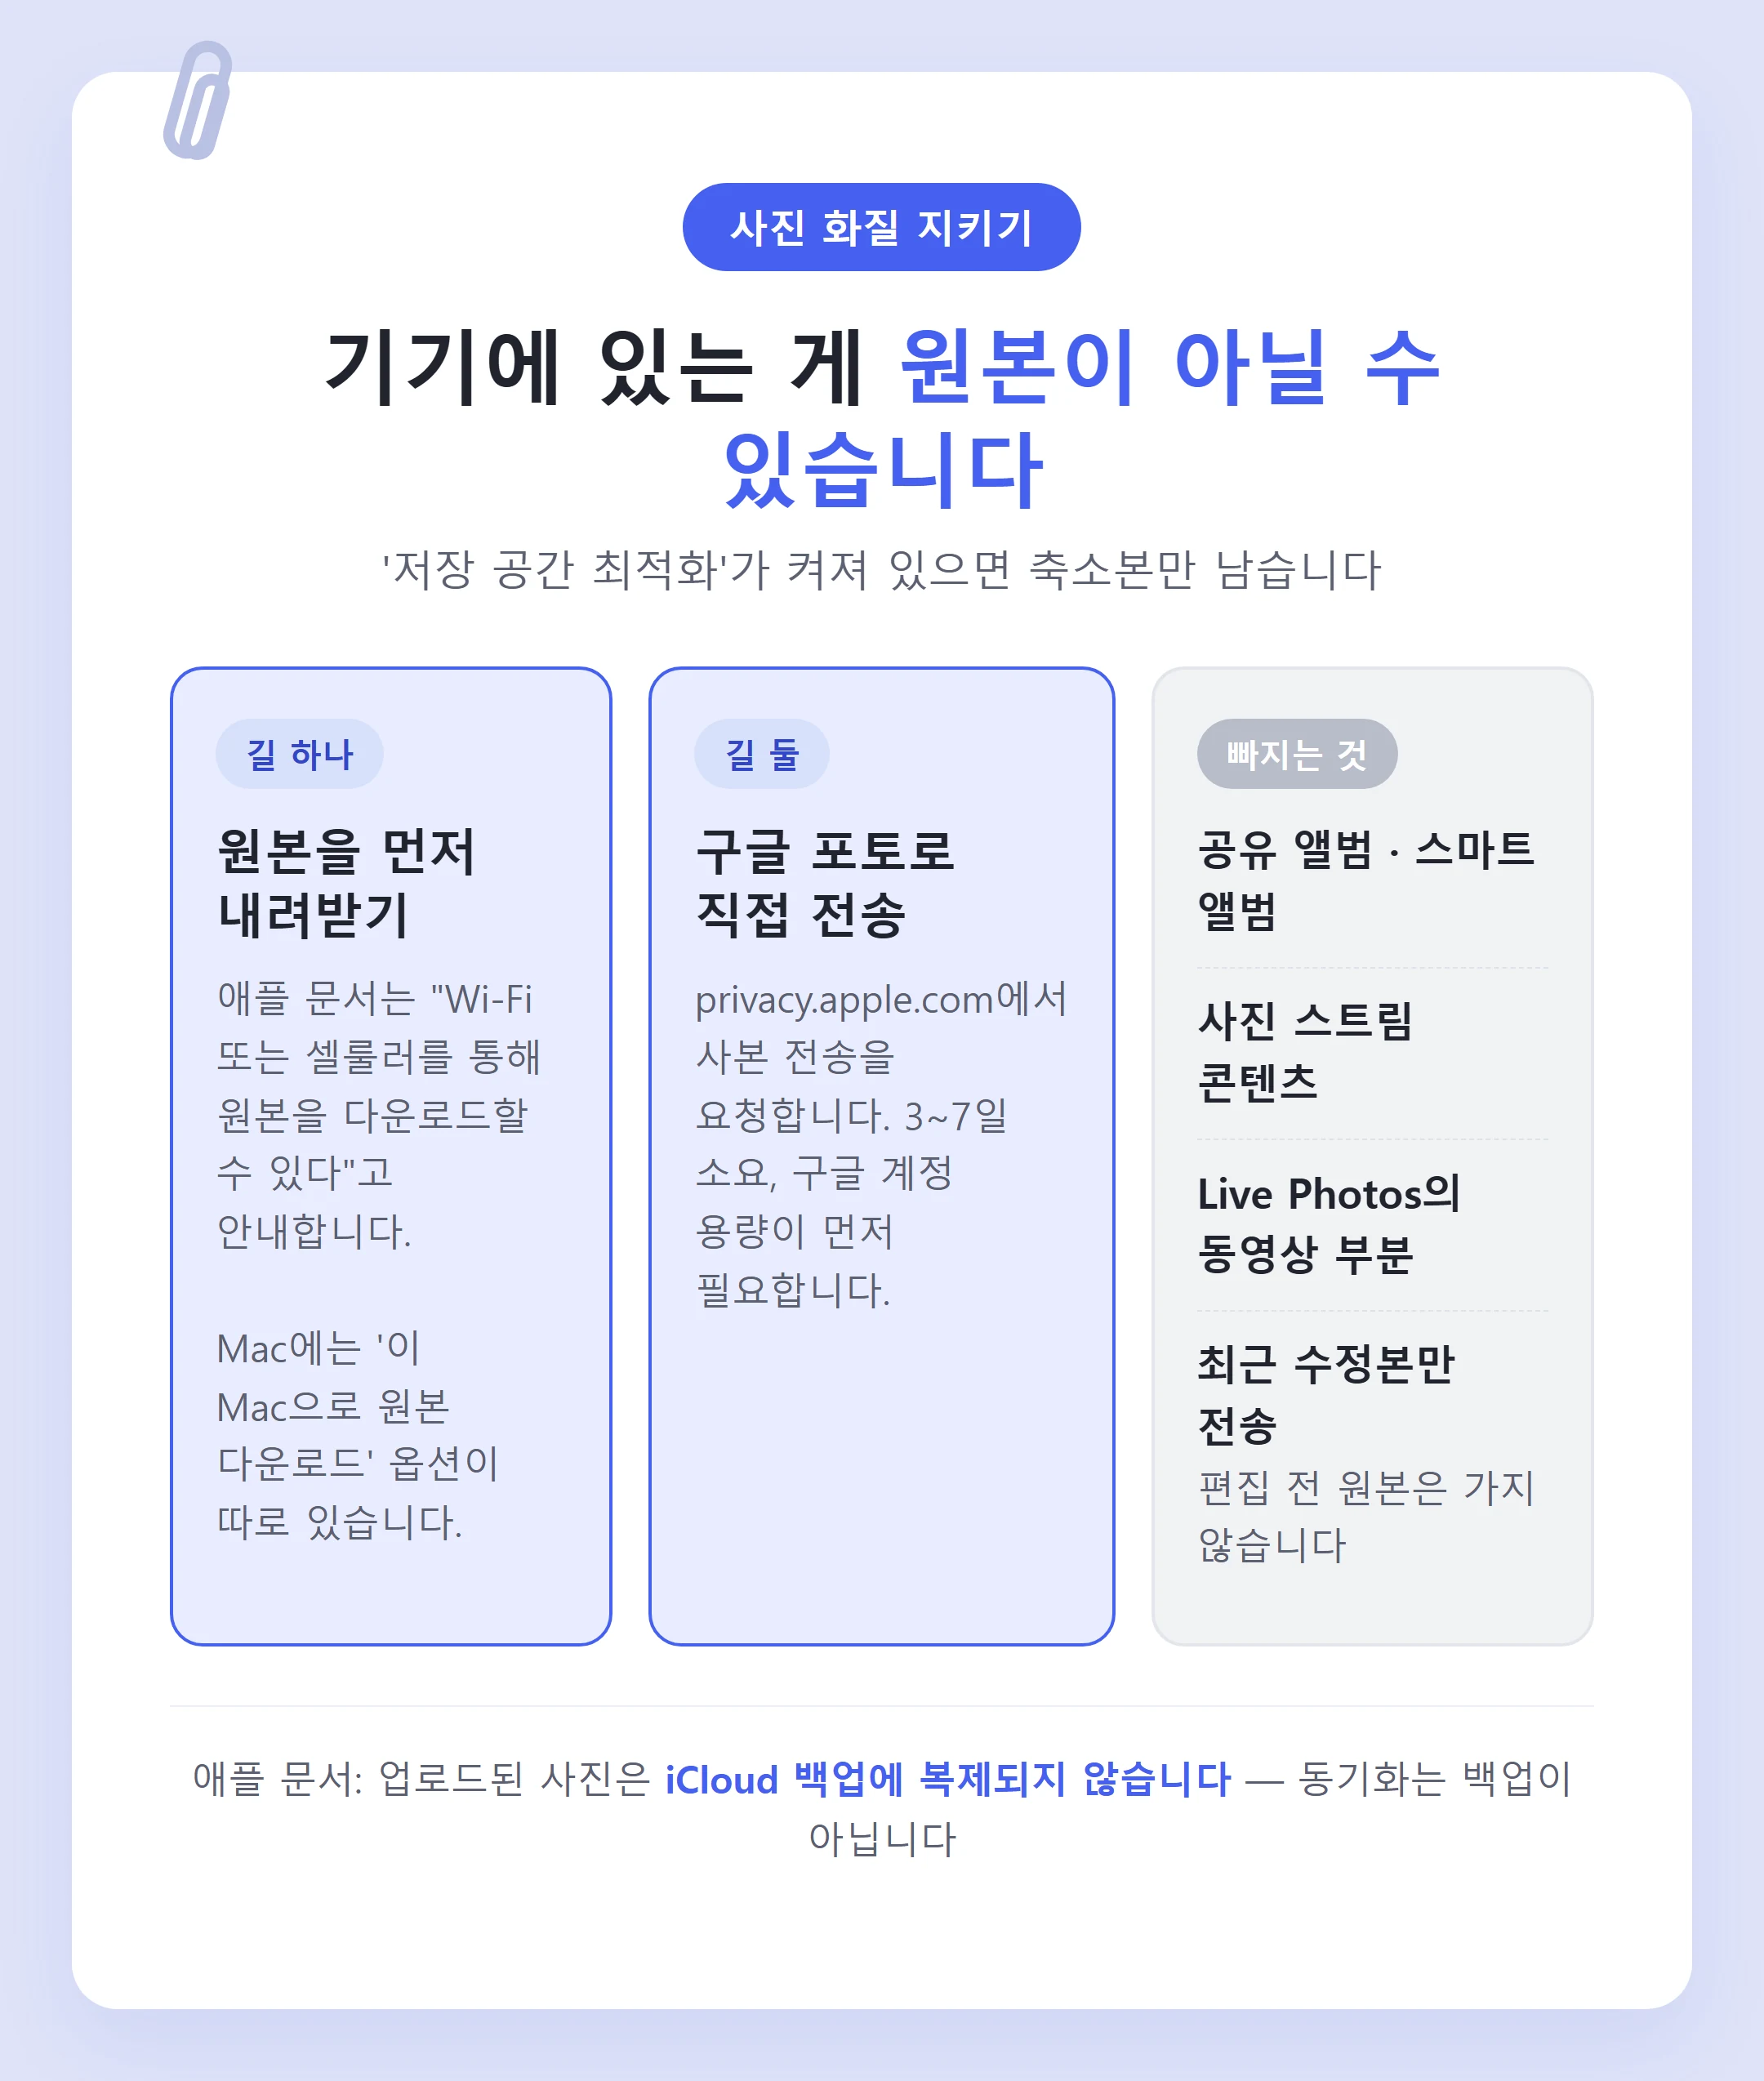 사진 화질 지키기
기기에 있는 게 원본이 아닐 수
있습니다
'저장 공간 최적화'가 켜져 있으면 축소본만 남습니다
길 하나
원본을 먼저
내려받기
애플 문서는 "Wi-Fi
또는 셀룰러를 통해
원본을 다운로드할
수 있다"고
안내합니다.
Mac에는 '이
Mac으로 원본
다운로드' 옵션이
따로 있습니다.
길 둘
구글 포토로
직접 전송
privacy.apple.com에서
사본 전송을
요청합니다. 3~7일
소요, 구글 계정
용량이 먼저
필요합니다.
빠지는 것
공유 앨범 · 스마트
앨범
사진 스트림
콘텐츠
Live Photos의
동영상 부분
최근 수정본만
전송
편집 전 원본은 가지
않습니다
애플 문서: 업로드된 사진은 iCloud 백업에 복제되지 않습니다 — 동기화는 백업이
아닙니다